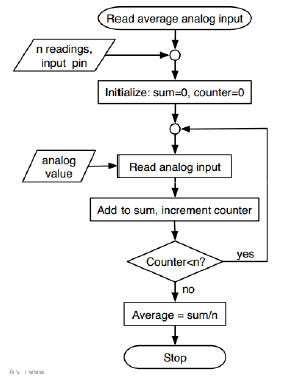 Read average analog input
n readings,
input pin
Initialize: sum=0, counter=0
analog
value
Read analog input
Add to sum, increment counter
Counter<n?
yes
no
Average = sum/n
Stop